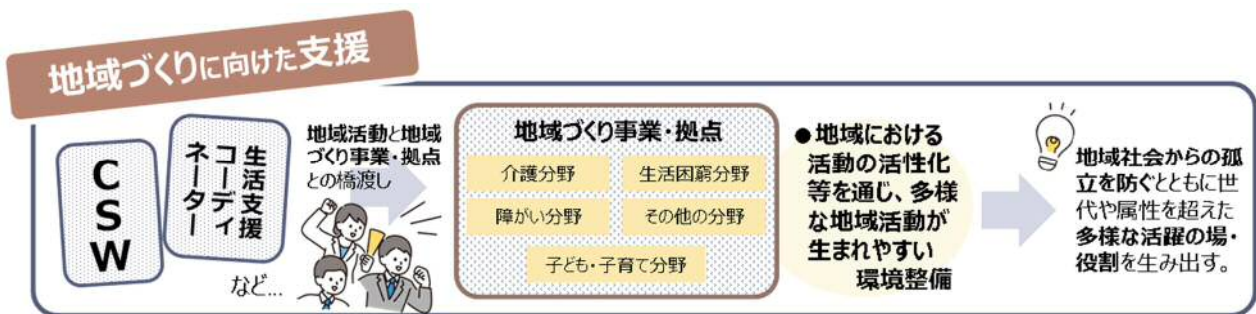 地域づくりに向けた支援
CSW
生活支援
コーディ
ネーター
など…
地域活動と地域
づくり事業・拠点
との橋渡し
地域づくり事業・拠点
介護分野
生活困窮分野
障がい分野
その他の分野
子ども・子育て分野
●地域における
活動の活性化
等を通じ、多様
な地域活動が
生まれやすい
環境整備
地域社会からの孤
立を防ぐとともに世
代や属性を超えた
多様な活躍の場・
役割を生み出す。